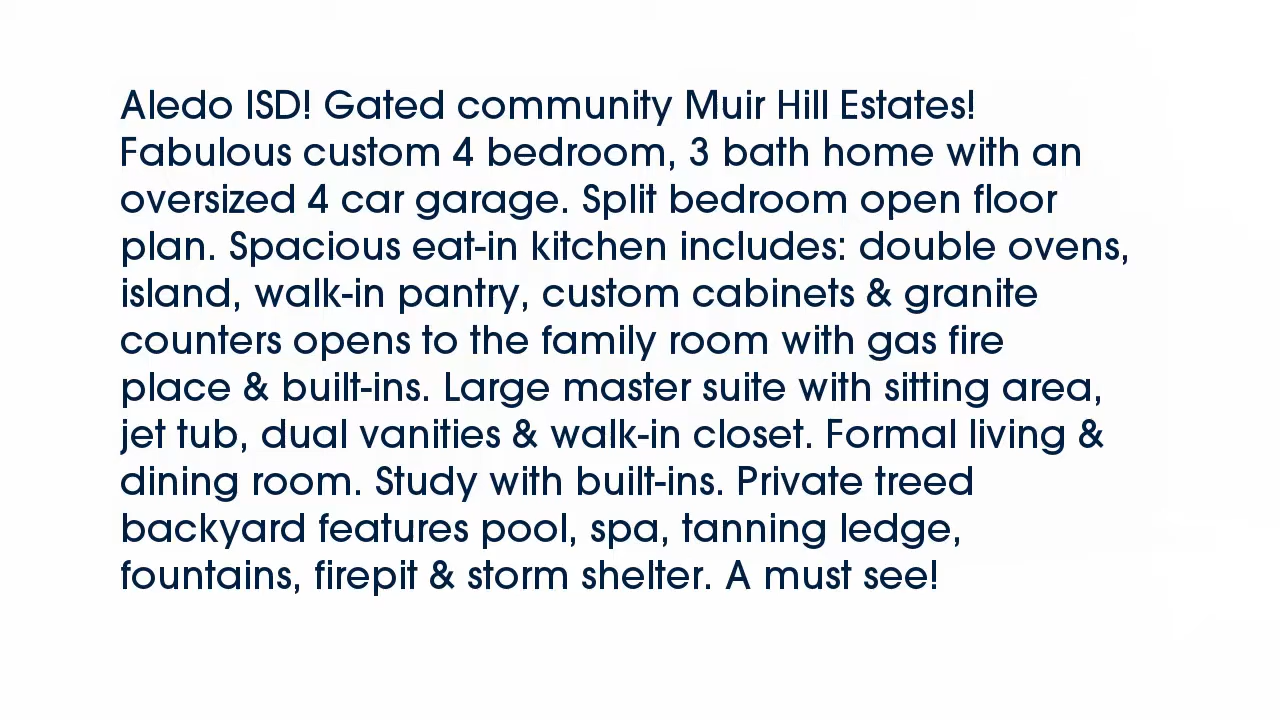 Aledo ISD! Gated community Muir Hill Estates!
Fabulous custom 4 bedroom, 3 bath home with an
oversized 4 car garage. Split bedroom open floor
plan. Spacious eat-in kitchen includes: double ovens,
island, walk-in pantry, custom cabinets & granite
counters opens to the family room with gas fire
place & built-ins. Large master suite with sitting area,
jet tub, dual vanities & walk-in closet. Formal living &
dining room. Study with built-ins. Private treed
backyard features pool, spa, tanning ledge,
fountains, firepit & storm shelter. A must see!